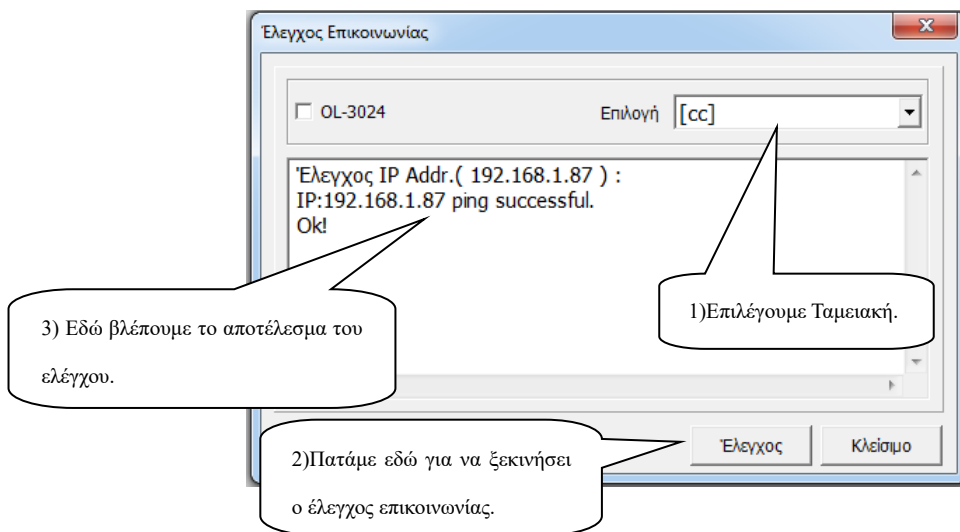 Έλεγχος Επικοινωνίας
OL-3024
Επιλογή [cc]
Έλεγχος IP Addr.( 192.168.1.87 ) :
IP:192.168.1.87 ping successful.
Ok!
1)Επιλέγουμε Ταμειακή.
3) Εδώ βλέπουμε το αποτέλεσμα του
ελέγχου.
Έλεγχος
Κλείσιμο
2)Πατάμε εδώ για να ξεκινήσει
ο έλεγχος επικοινωνίας.